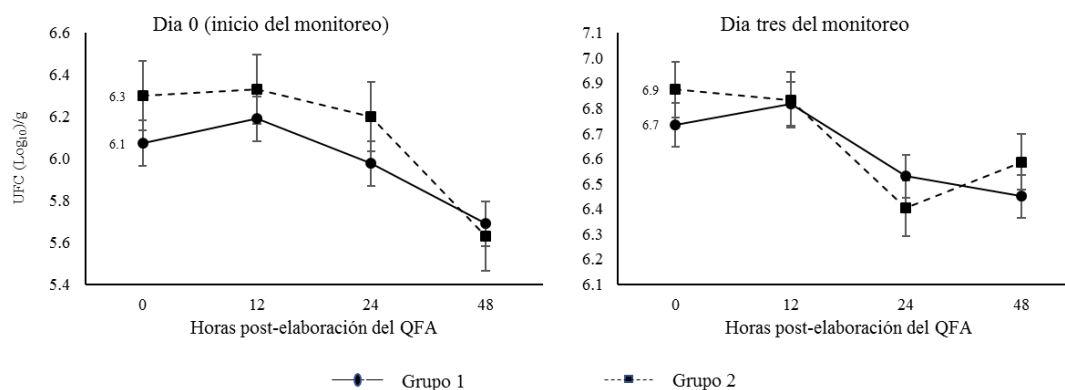 Dia 0 (inicio del monitoreo)
UFC (Log10)/g
6.6
6.4
6.2
6.0
5.8
5.6
5.4
6.3
6.1
0 12 24 48
Horas post-elaboración del QFA
Dia tres del monitoreo
7.1
7.0
6.9
6.8
6.7
6.6
6.5
6.4
6.3
6.2
6.1
6.9
6.7
0 12 24 48
Horas post-elaboración del QFA
Grupo 1 Grupo 2